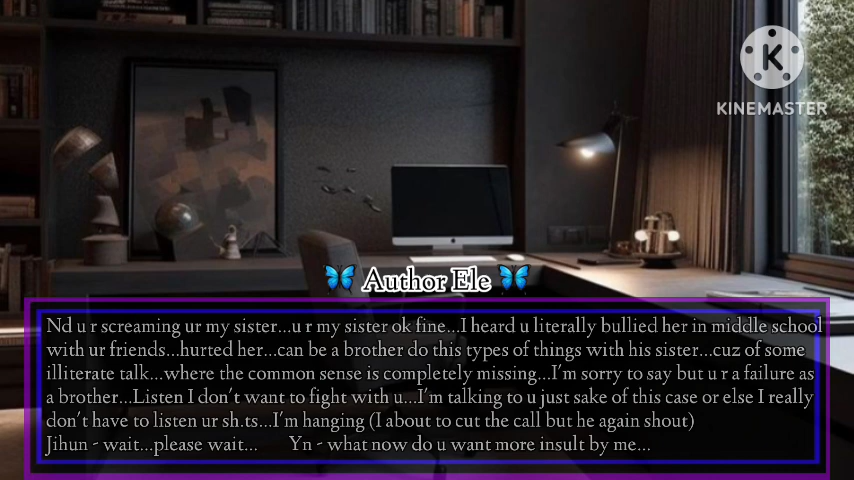 KINEMASTER
🦋 Author Ele 🦋
Nd u r screaming ur my sister...u r my sister ok fine...I heard u literally bullied her in middle school
with ur friends...hurted her...can be a brother do this types of things with his sister...cuz of some
illiterate talk...where the common sense is completely missing...I'm sorry to say but u r a failure as
a brother...Listen I don't want to fight with u...I'm talking to u just sake of this case or else I really
don't have to listen ur sh.ts...I'm hanging (I about to cut the call but he again shout)
Jihun - wait...please wait... Yn - what now do u want more insult by me...